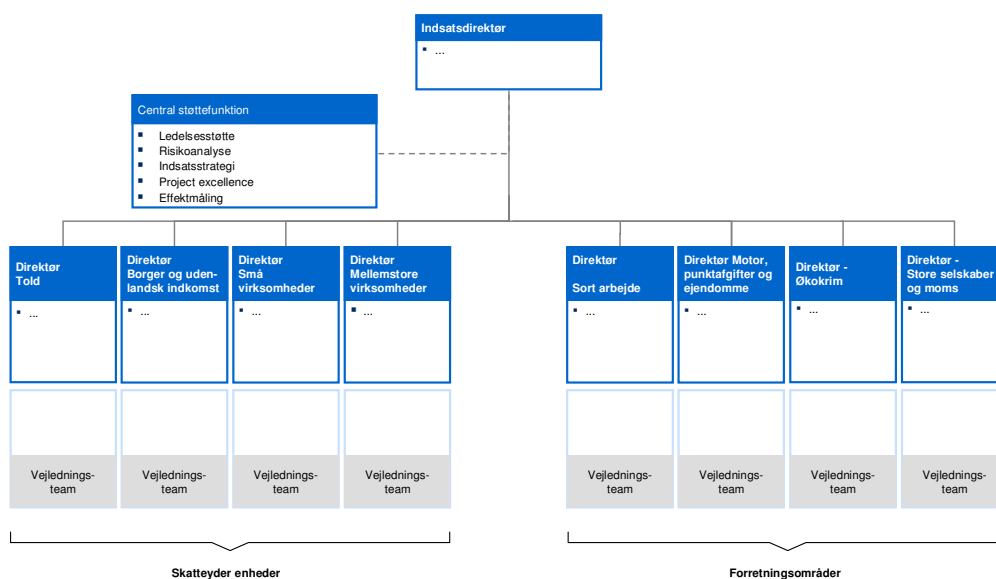 Indsatsdirektør
...
Central støttefunktion
Ledelsesstøtte
Risikoanalyse
Indsatsstrategi
Project excellence
Effektmåling
Direktør
Told
...
Direktør
Borger og uden-
landsk indkomst
...
Direktør
Små
virksomheder
...
Direktør
Mellemstore
virksomheder
...
Direktør
Sort arbejde
...
Direktør Motor,
punktafgifter og
ejendomme
...
Direktør -
Økokrim
...
Direktør -
Store selskaber
og moms
...
Vejlednings-
team
Vejlednings-
team
Vejlednings-
team
Vejlednings-
team
Vejlednings-
team
Vejlednings-
team
Vejlednings-
team
Vejlednings-
team
Skatteyder enheder
Forretningsområder